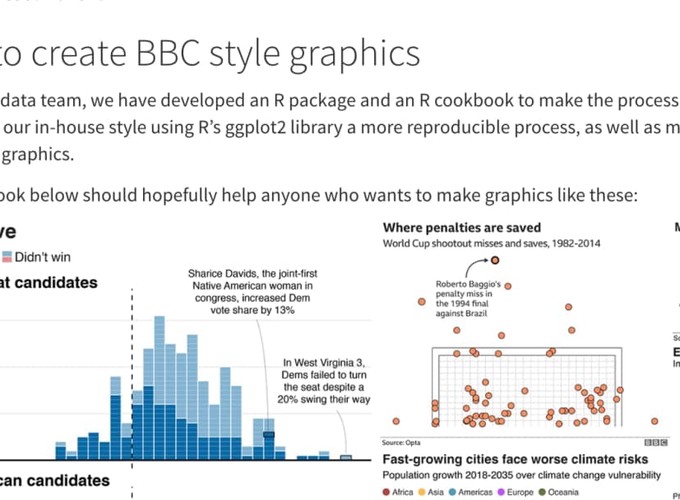 to create BBC style graphics
data team, we have developed an R package and an R cookbook to make the process
our in-house style using R's ggplot2 library a more reproducible process, as well as m
graphics.
ook below should hopefully help anyone who wants to make graphics like these:
ve
Didn't win
at candidates
Sharice Davids, the joint-first
Native American woman in
congress, increased Dem
vote share by 13%
In West Virginia 3,
Dems failed to turn
the seat despite a
20% swing their way
can candidates
Where penalties are saved
World Cup shootout misses and saves, 1982-2014
Roberto Baggio's
penalty miss in
the 1994 final
against Brazil
Source: Opta
BBC
Fast-growing cities face worse climate risks
Population growth 2018-2035 over climate change vulnerability
Africa Asia Americas Europe Oceania